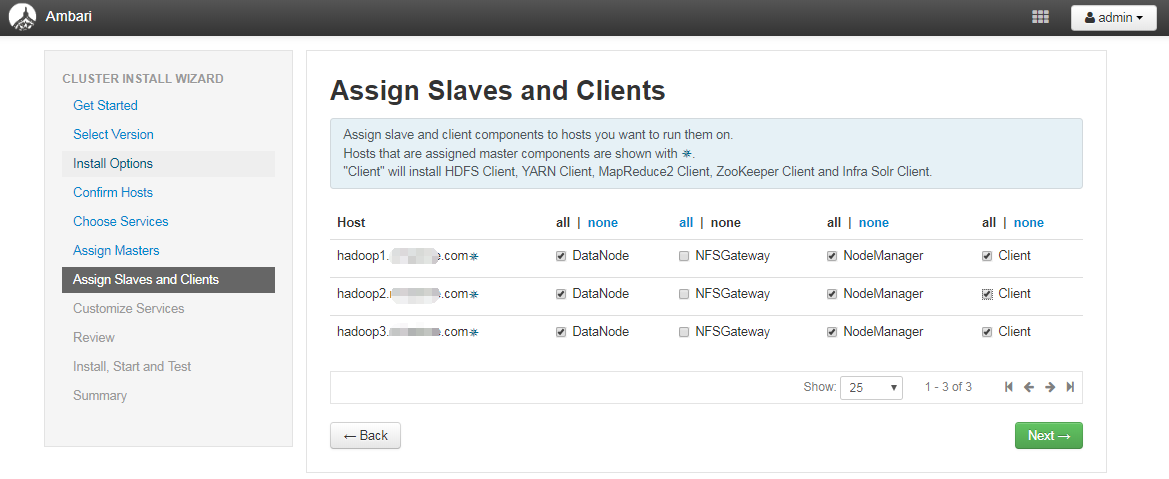 Ambari
admin
CLUSTER INSTALL WIZARD
Get Started
Select Version
Install Options
Confirm Hosts
Choose Services
Assign Masters
Assign Slaves and Clients
Customize Services
Review
Install, Start and Test
Summary
Assign Slaves and Clients
Assign slave and client components to hosts you want to run them on.
Hosts that are assigned master components are shown with ✵.
"Client" will install HDFS Client, YARN Client, MapReduce2 Client, ZooKeeper Client and Infra Solr Client.
Host all | none all | none all | none all | none
hadoop1. .com✵ DataNode NFSGateway NodeManager Client
hadoop2. .com✵ DataNode NFSGateway NodeManager Client
hadoop3. .com✵ DataNode NFSGateway NodeManager Client
Show: 25 1 - 3 of 3
← Back Next →